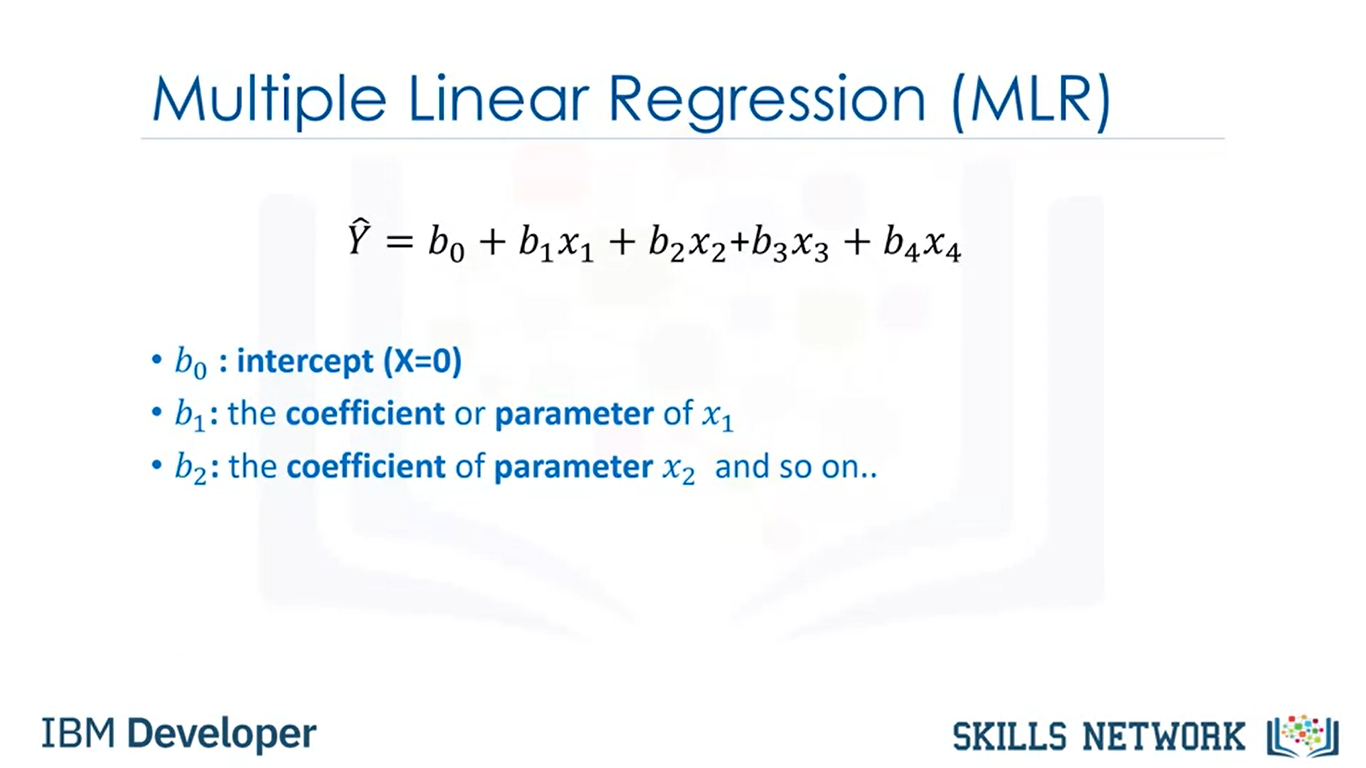 Multiple Linear Regression (MLR)
Ŷ = b₀ + b₁x₁ + b₂x₂+b₃x₃ + b₄x₄
• b₀ : intercept (X=0)
• b₁: the coefficient or parameter of x₁
• b₂: the coefficient of parameter x₂ and so on..
IBM Developer
SKILLS NETWORK